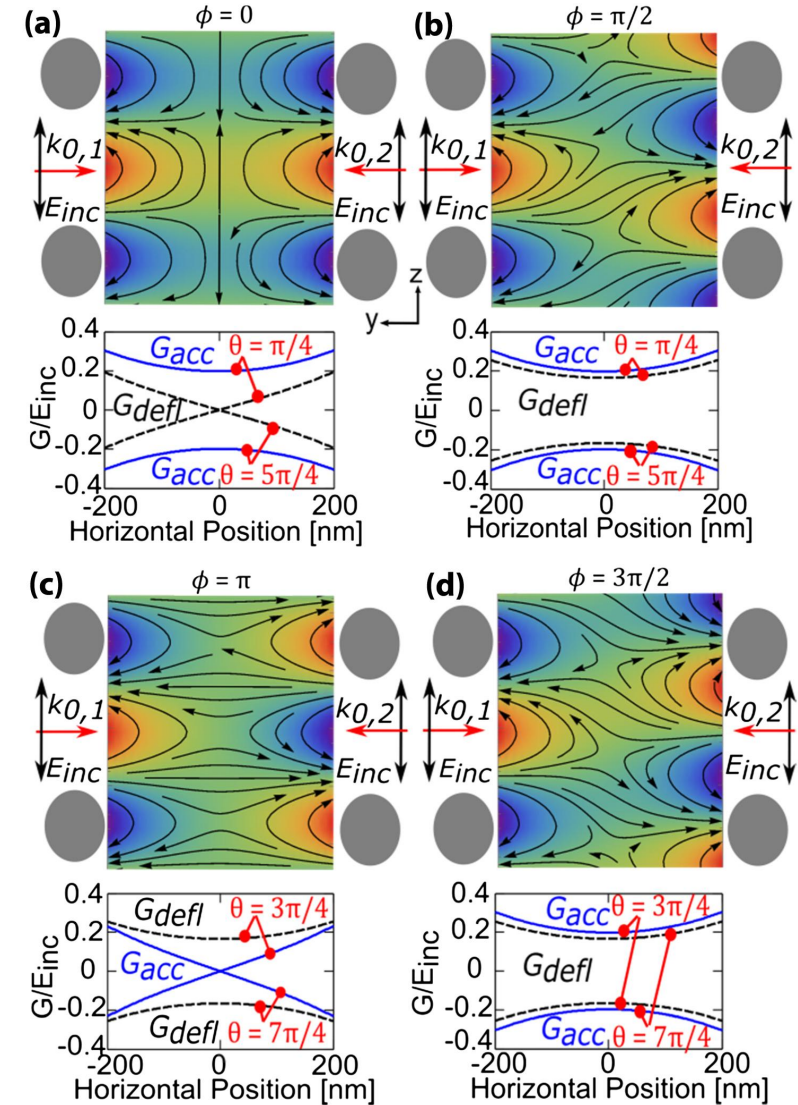 (a) ϕ = 0
k0,1
k0,2
Einc
Einc
(b) ϕ = π/2
k0,1
k0,2
Einc
Einc
z
y
0.4
0.2
0
-0.2
-0.4
G/Einc
Gacc θ = π/4
Gdefl
Gacc θ = 5π/4
-200 0 200
Horizontal Position [nm]
0.4
0.2
0
-0.2
-0.4
G/Einc
Gacc θ = π/4
Gdefl
Gacc θ = 5π/4
-200 0 200
Horizontal Position [nm]
(c) ϕ = π
k0,1
k0,2
Einc
Einc
(d) ϕ = 3π/2
k0,1
k0,2
Einc
Einc
0.4
0.2
0
-0.2
-0.4
G/Einc
Gdefl θ = 3π/4
Gacc
Gdefl θ = 7π/4
-200 0 200
Horizontal Position [nm]
0.4
0.2
0
-0.2
-0.4
G/Einc
Gacc θ = 3π/4
Gdefl
Gacc θ = 7π/4
-200 0 200
Horizontal Position [nm]